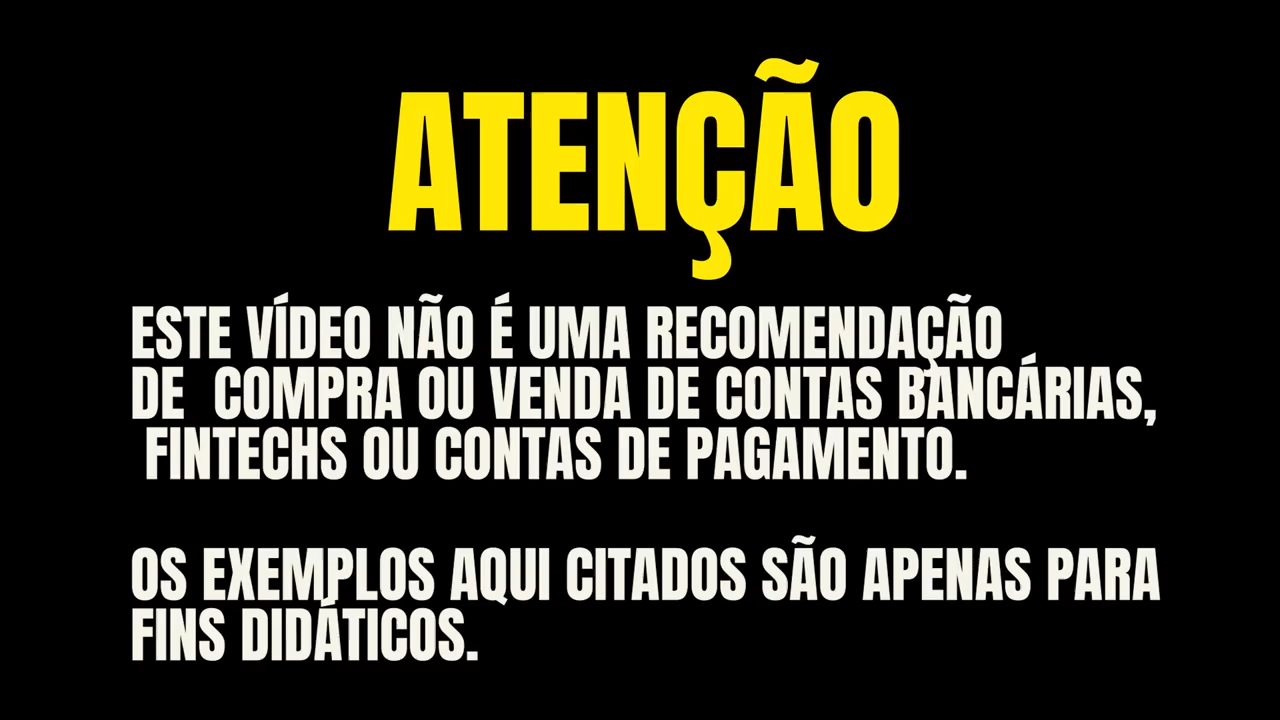 ATENÇÃO
ESTE VÍDEO NÃO É UMA RECOMENDAÇÃO
DE COMPRA OU VENDA DE CONTAS BANCÁRIAS,
FINTECHS OU CONTAS DE PAGAMENTO.
OS EXEMPLOS AQUI CITADOS SÃO APENAS PARA
FINS DIDÁTICOS.